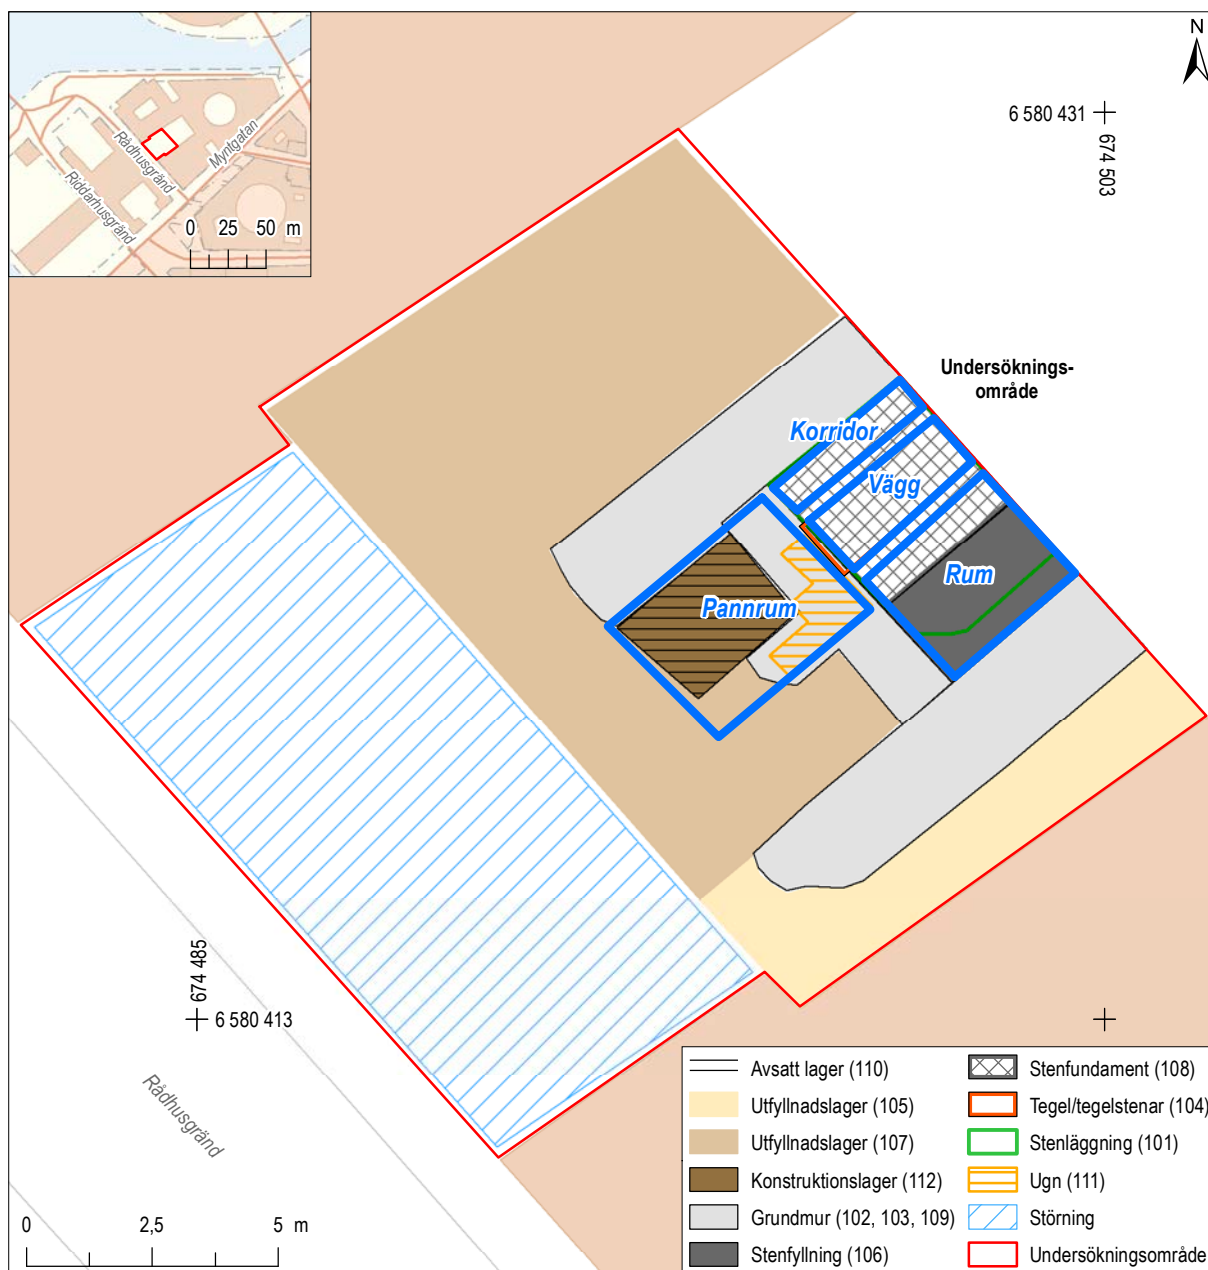 Rådhusgränd
Myntgatan
Riddarhusgränd
0 25 50 m
N
6 580 431
674 503
Undersöknings-
område
Korridor
Vägg
Rum
Pannrum
674 485
6 580 413
Rådhusgränd
0 2,5 5 m
Avsatt lager (110)
Utfyllnadslager (105)
Utfyllnadslager (107)
Konstruktionslager (112)
Grundmur (102, 103, 109)
Stenfyllning (106)
Stenfundament (108)
Tegel/tegelstenar (104)
Stenläggning (101)
Ugn (111)
Störning
Undersökningsområde